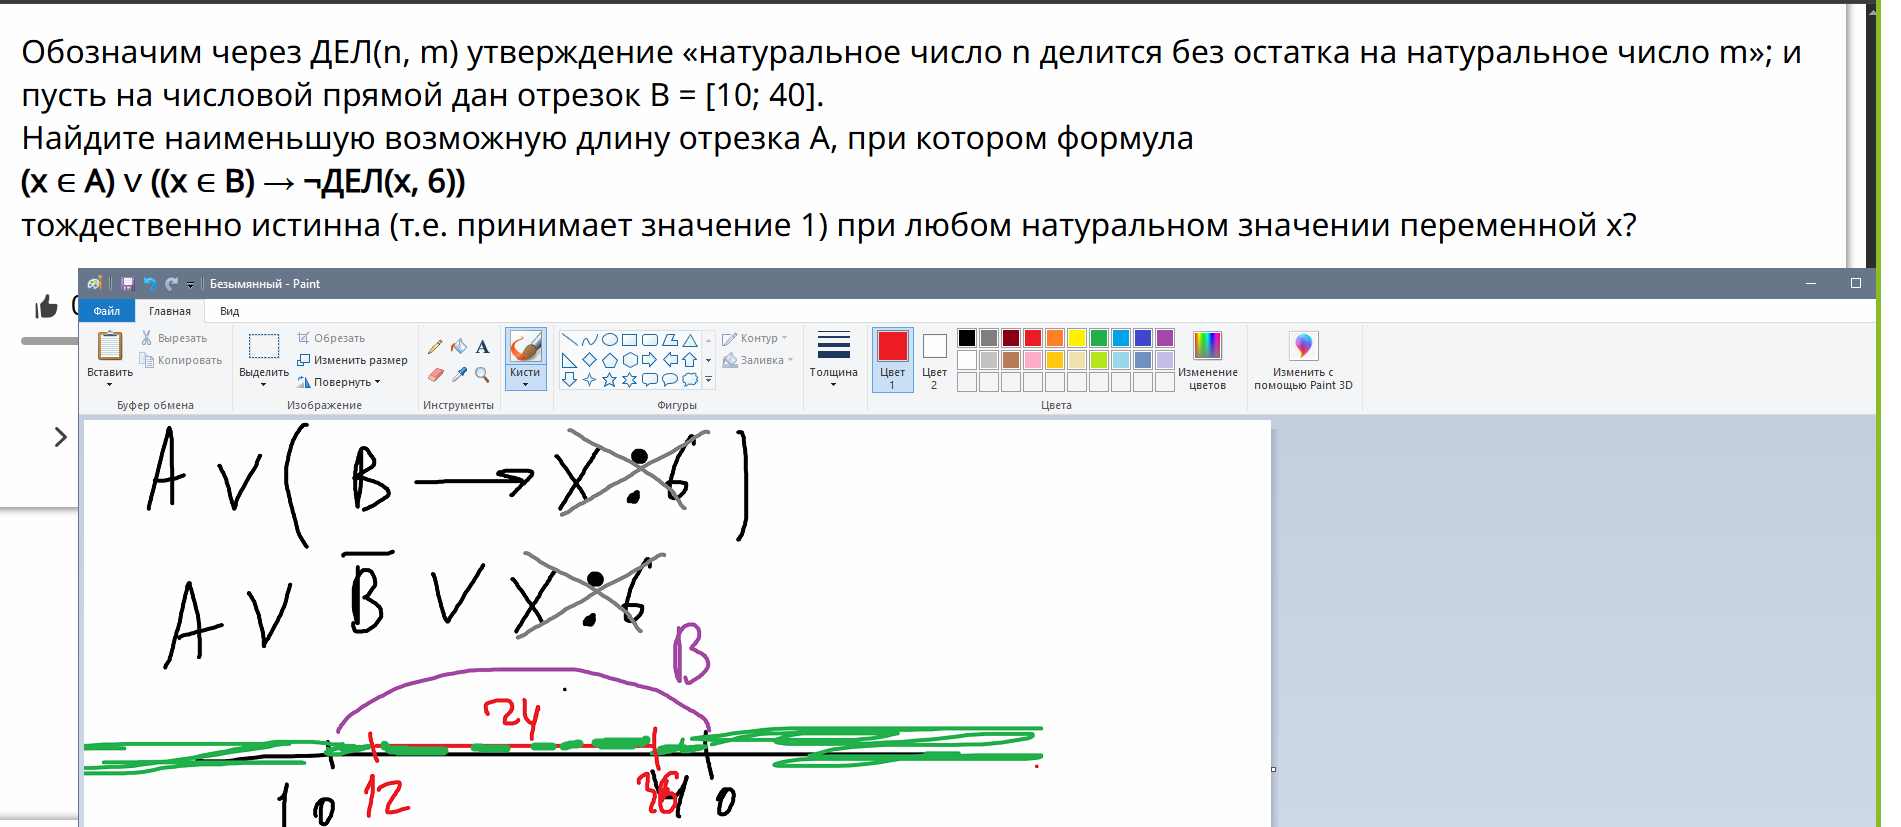 Обозначим через ДЕЛ(n, m) утверждение «натуральное число n делится без остатка на натуральное число m»; и
пусть на числовой прямой дан отрезок B = [10; 40].
Найдите наименьшую возможную длину отрезка A, при котором формула
(x ∈ A) ∨ ((x ∈ B) → ¬ДЕЛ(x, 6))
тождественно истинна (т.е. принимает значение 1) при любом натуральном значении переменной x?
Безымянный - Paint
Файл Главная Вид
Вставить
Вырезать
Копировать
Буфер обмена
Выделить
Обрезать
Изменить размер
Повернуть
Изображение
Инструменты
Кисти
Контур
Заливка
Фигуры
Толщина
Цвет 1
Цвет 2
Изменение цветов
Цвета
Изменить с помощью Paint 3D
A ∨ ( B → x ⋮ 6 )
A ∨ B̅ ∨ x ⋮ 6
B
24
10 12 36 40